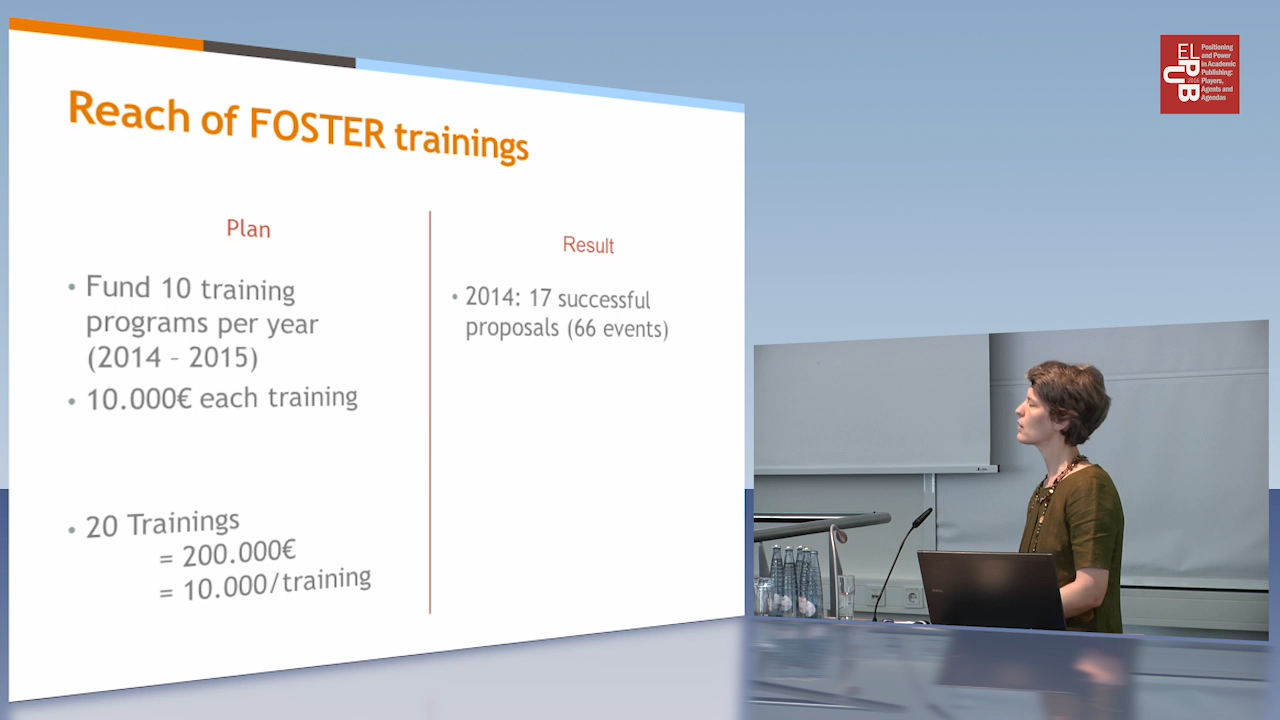 Reach of FOSTER trainings
Plan
• Fund 10 training
programs per year
(2014 – 2015)
• 10.000€ each training
• 20 Trainings
= 200.000€
= 10.000/training
Result
• 2014: 17 successful
proposals (66 events)
EL
PUB
2016
Positioning
and Power
in Academic
Publishing:
Players,
Agents and
Agendas